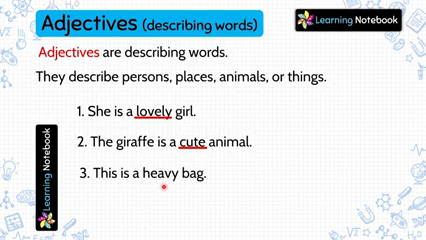 Adjectives (describing words)
Learning Notebook
Adjectives are describing words.
They describe persons, places, animals, or things.
1. She is a lovely girl.
2. The giraffe is a cute animal.
3. This is a heavy bag.
Learning Notebook